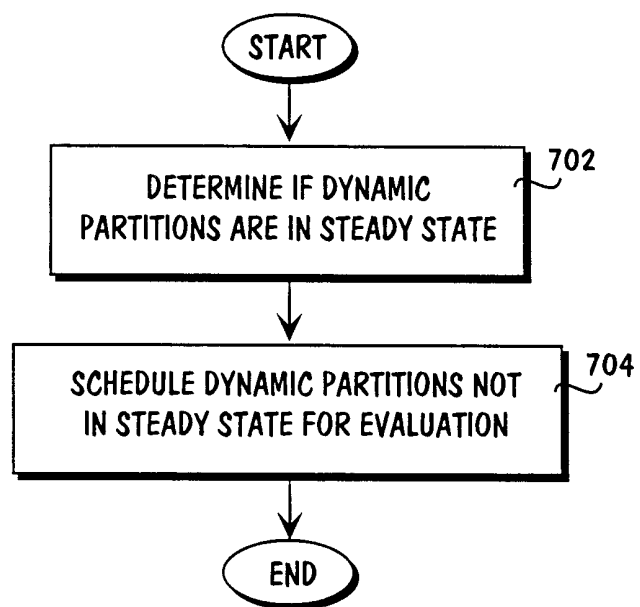 START
702
DETERMINE IF DYNAMIC
PARTITIONS ARE IN STEADY STATE
704
SCHEDULE DYNAMIC PARTITIONS NOT
IN STEADY STATE FOR EVALUATION
END